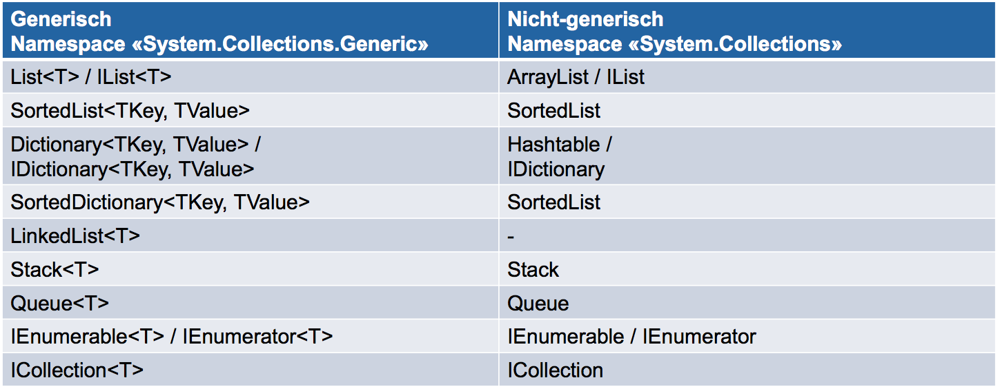 Generisch
Namespace «System.Collections.Generic»
Nicht-generisch
Namespace «System.Collections»
List<T> / IList<T>
ArrayList / IList
SortedList<TKey, TValue>
SortedList
Dictionary<TKey, TValue> /
IDictionary<TKey, TValue>
Hashtable /
IDictionary
SortedDictionary<TKey, TValue>
SortedList
LinkedList<T>
-
Stack<T>
Stack
Queue<T>
Queue
IEnumerable<T> / IEnumerator<T>
IEnumerable / IEnumerator
ICollection<T>
ICollection